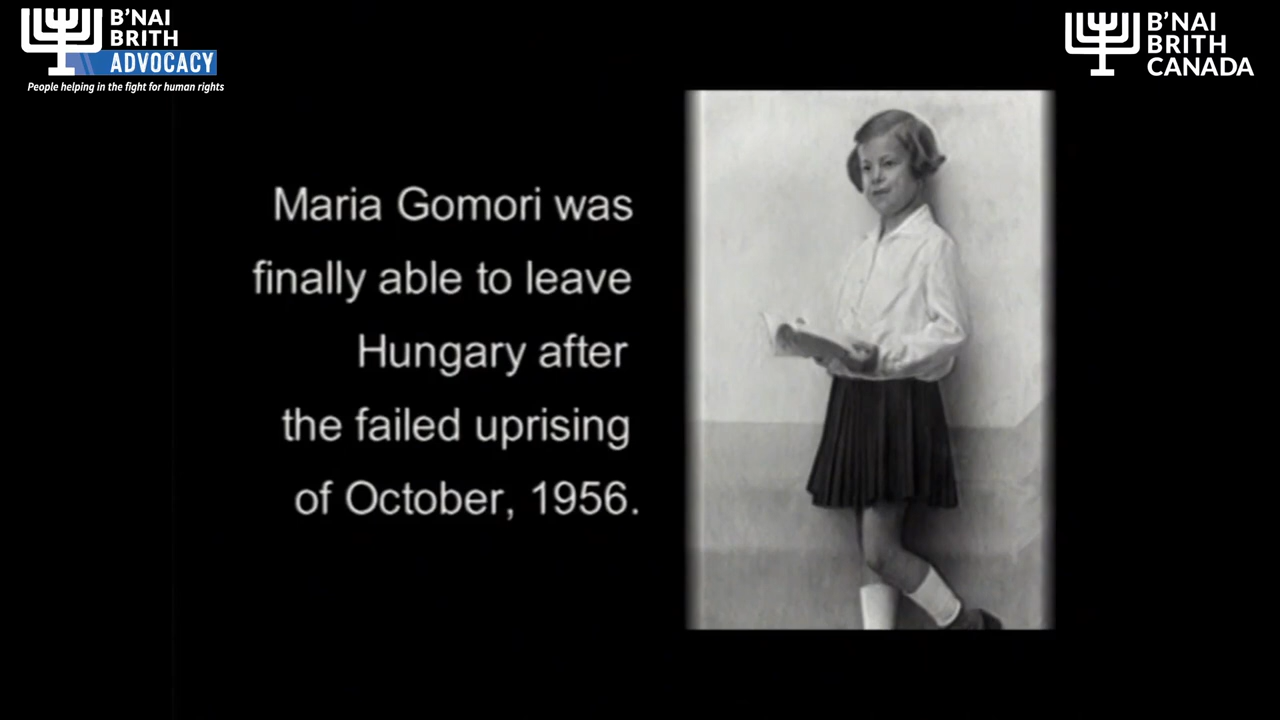 B'NAI
BRITH
ADVOCACY
People helping in the fight for human rights
B'NAI
BRITH
CANADA
Maria Gomori was
finally able to leave
Hungary after
the failed uprising
of October, 1956.